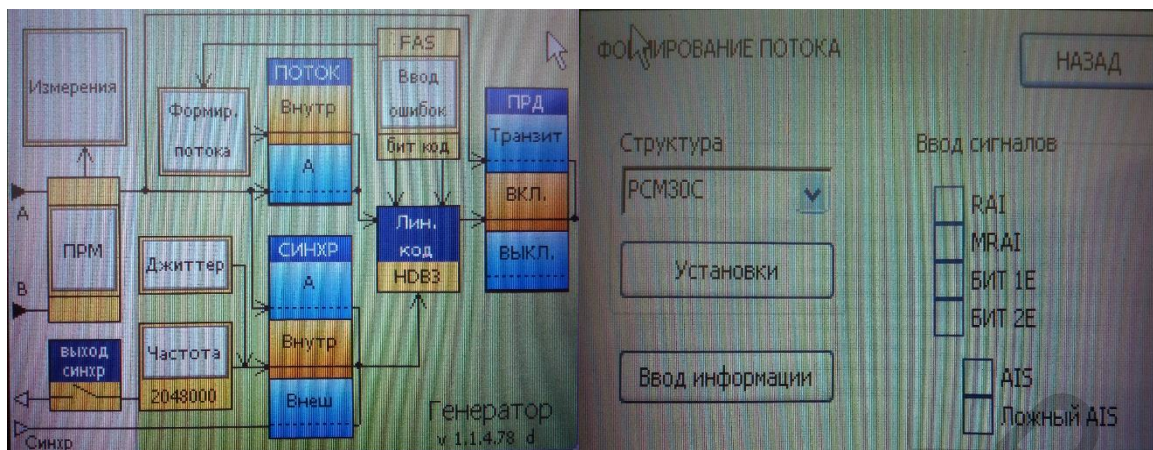 FAS
ПОТОК
Ввод
ошибок
бит код
Измерения
Формир.
потока
Внутр
А
ПРД
Транзит
ВКЛ.
ВЫКЛ.
А
ПРМ
В
Джиттер
СИНХР
А
Внутр
Внеш
Лин.
код
HDB3
выход
синхр
Частота
2048000
Синхр
Генератор
v 1.1.4.78 d
ФОРМИРОВАНИЕ ПОТОКА
НАЗАД
Структура
PCM30C
Установки
Ввод информации
Ввод сигналов
RAI
MRAI
БИТ 1Е
БИТ 2Е
AIS
Ложный AIS